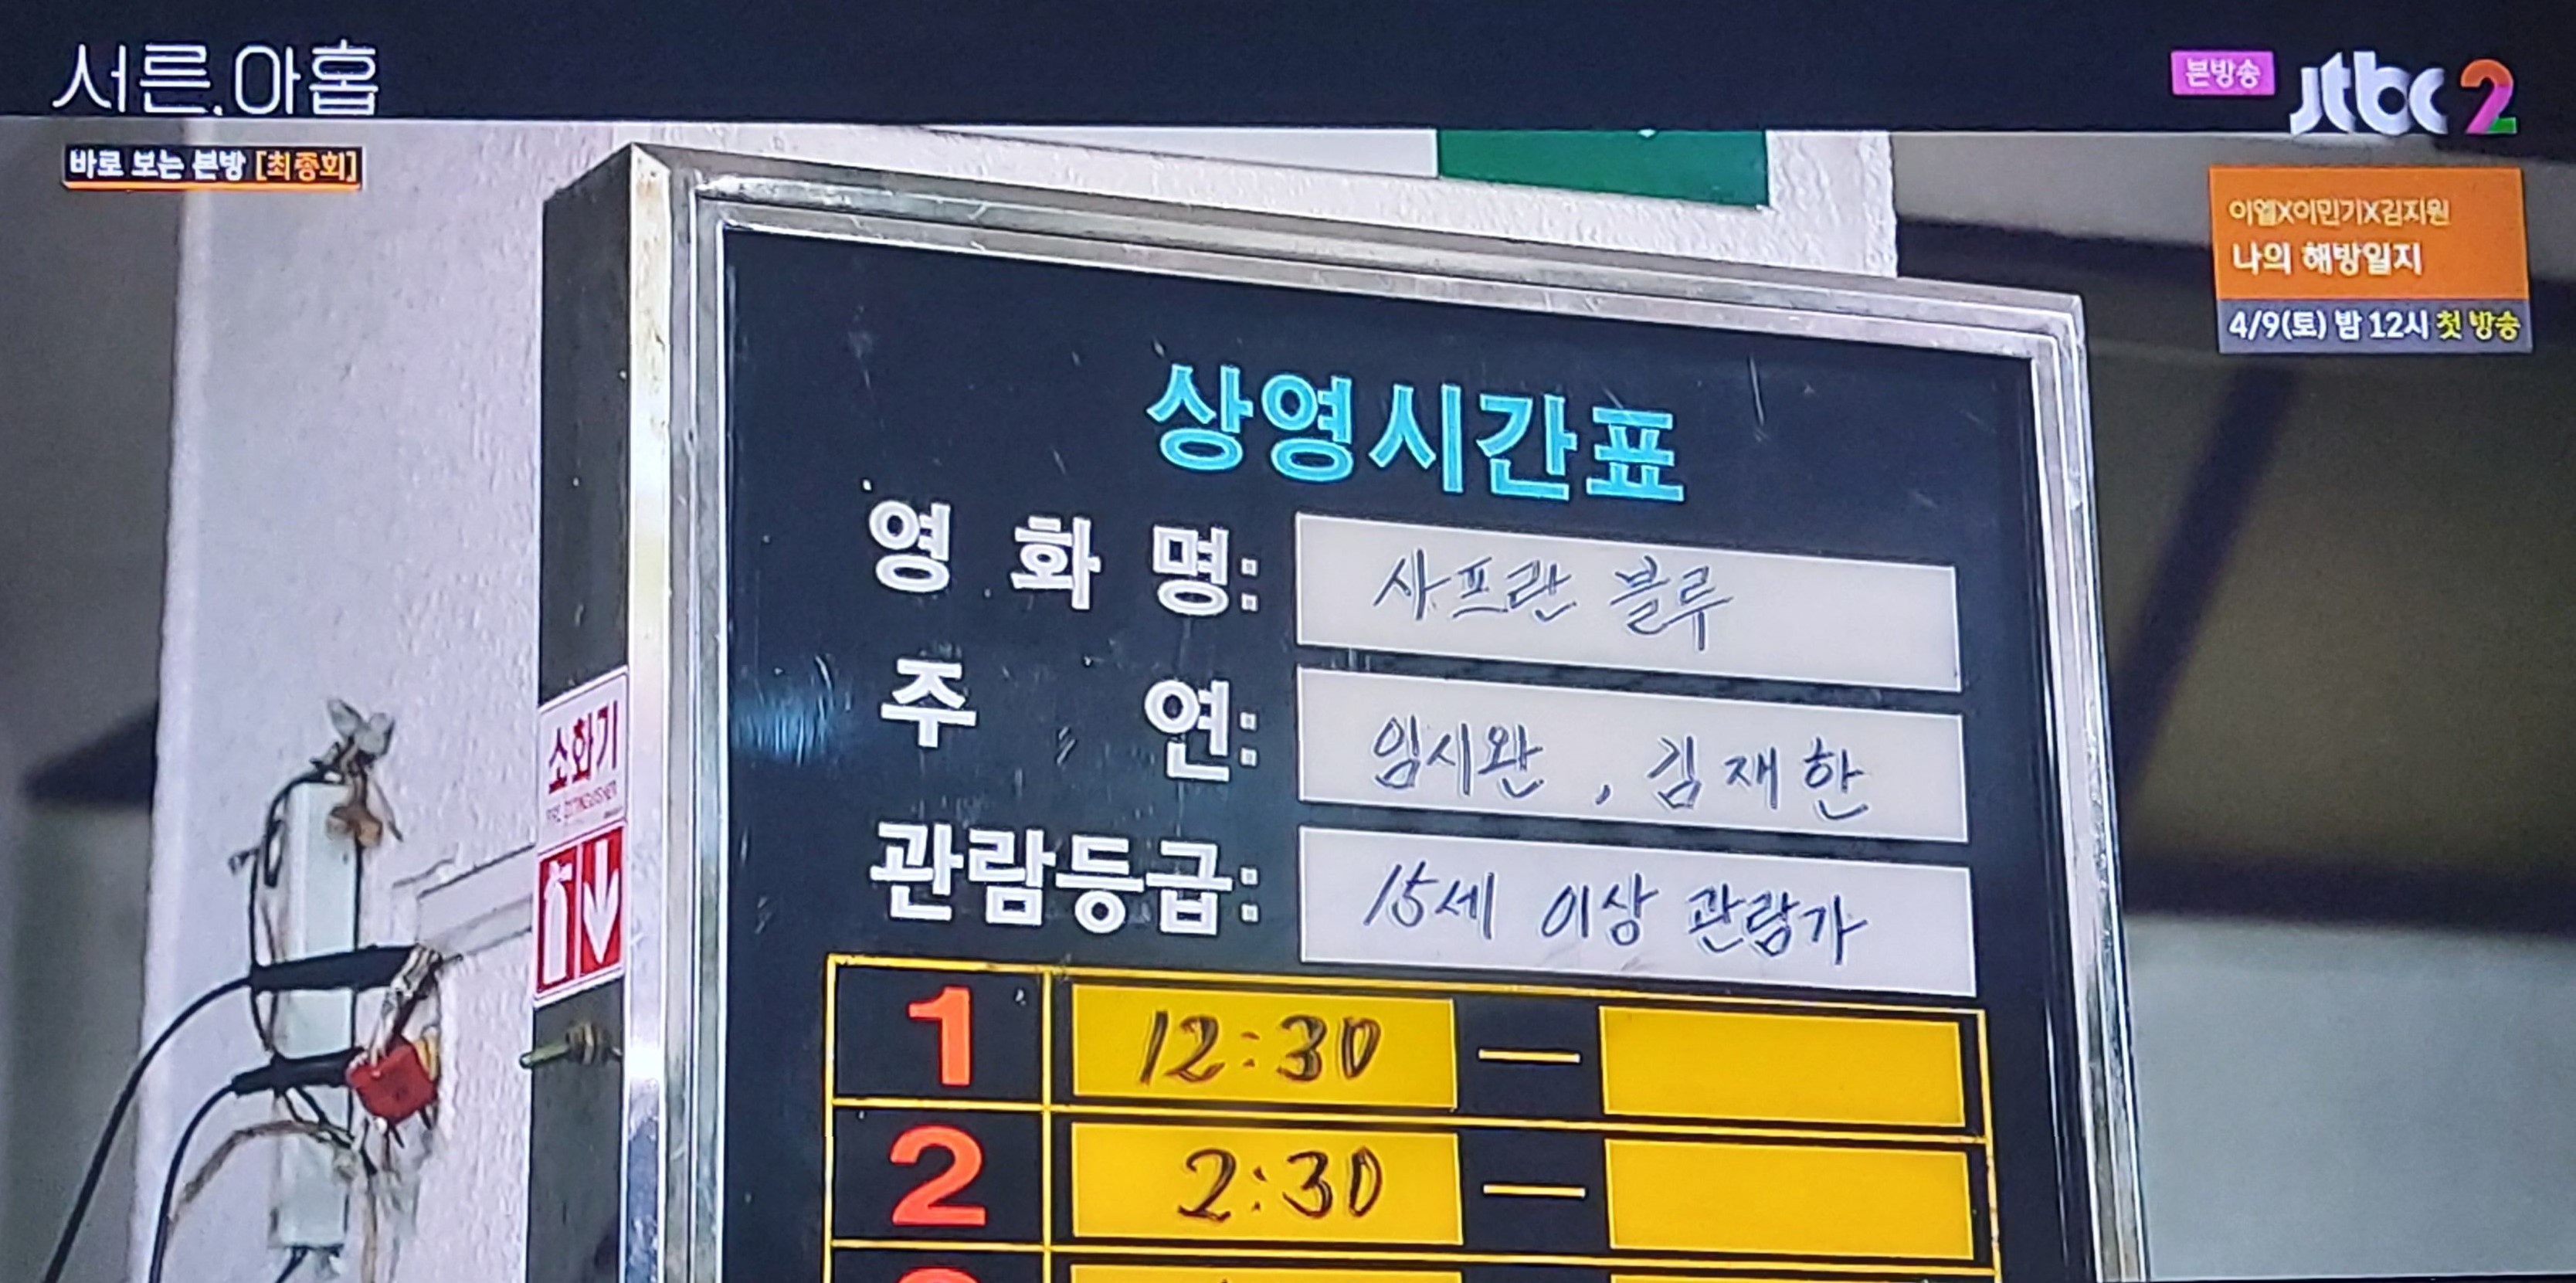 서른,아홉
본방송 Jtbc 2
바로 보는 본방 [최종회]
이엘X이민기X김지원
나의 해방일지
4/9(토) 밤 12시 첫 방송
상영시간표
영 화 명: 사프란 블루
주 연: 임시완, 김재한
관람등급: 15세 이상 관람가
소화기
FIRE EXTINGUISHER
1 12:30 —
2 2:30 —